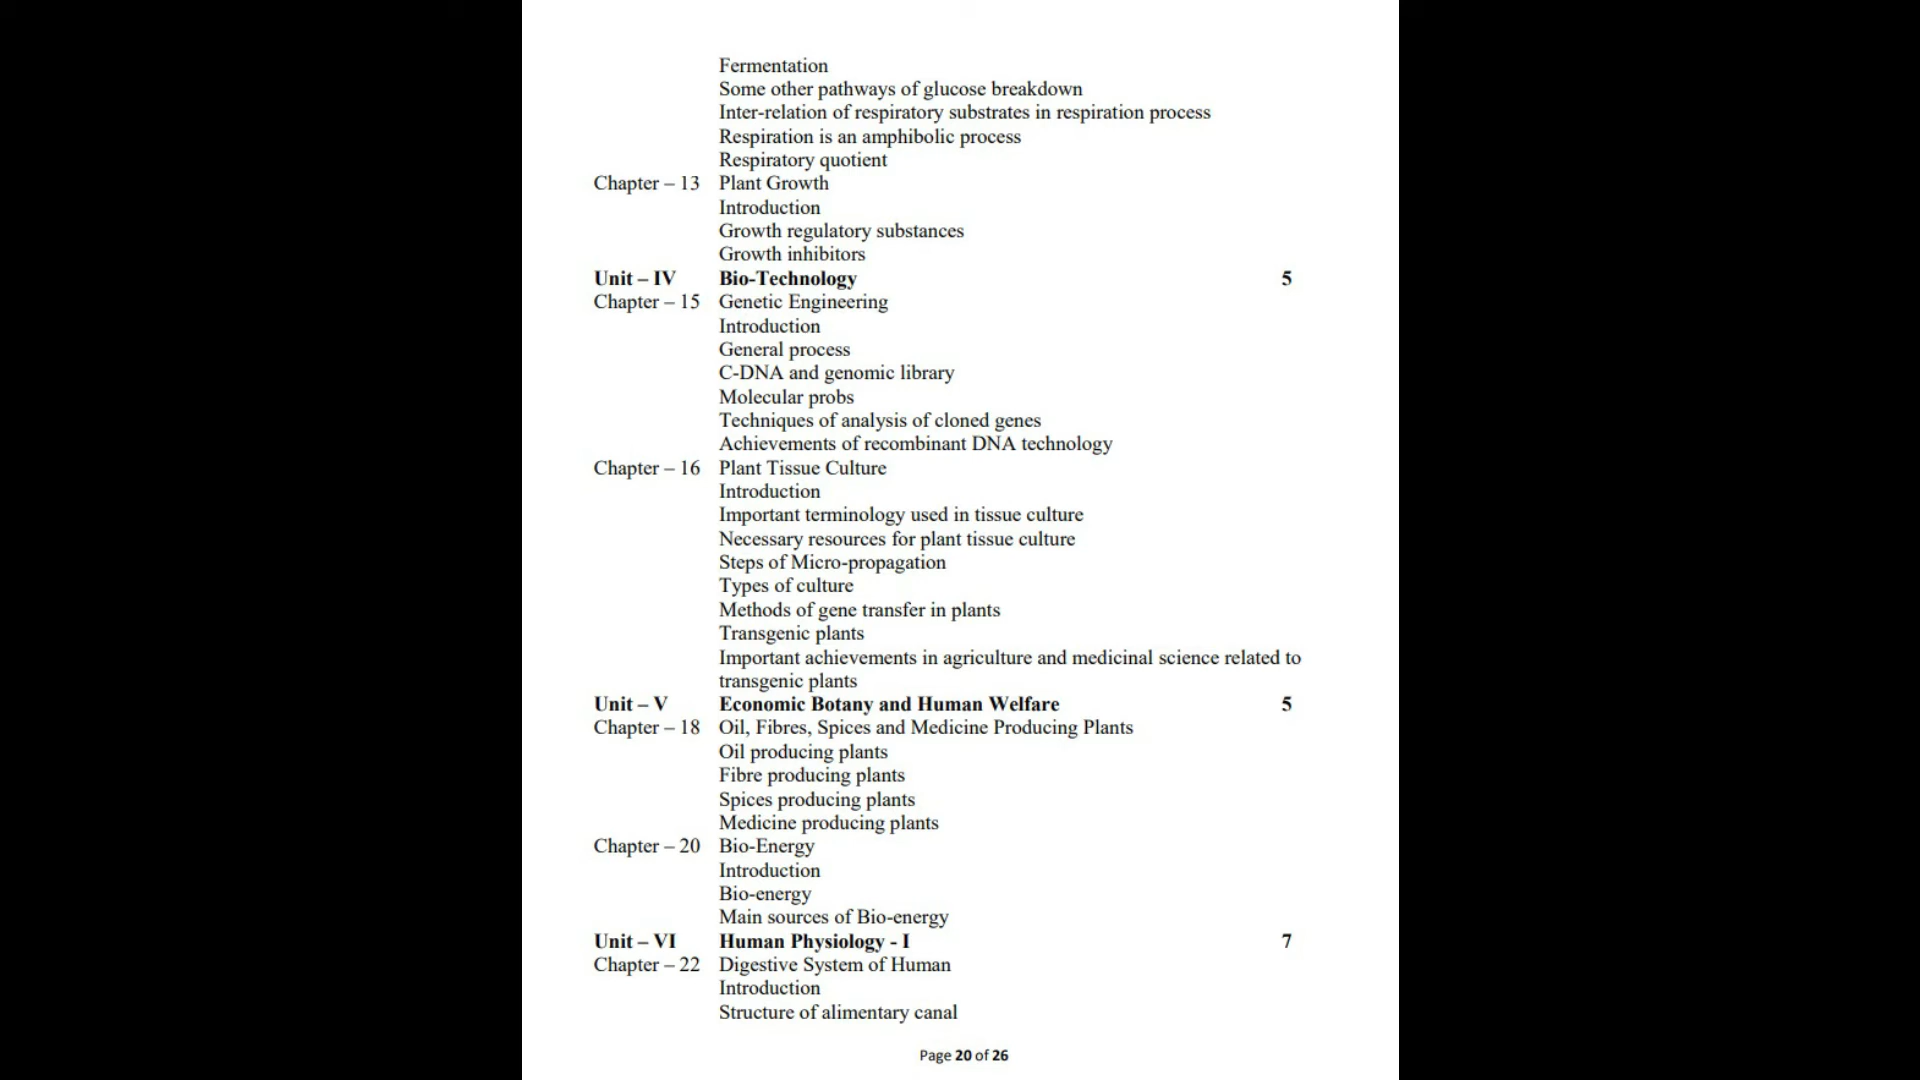 Fermentation
Some other pathways of glucose breakdown
Inter-relation of respiratory substrates in respiration process
Respiration is an amphibolic process
Respiratory quotient
Chapter – 13 Plant Growth
Introduction
Growth regulatory substances
Growth inhibitors
Unit – IV Bio-Technology 5
Chapter – 15 Genetic Engineering
Introduction
General process
C-DNA and genomic library
Molecular probs
Techniques of analysis of cloned genes
Achievements of recombinant DNA technology
Chapter – 16 Plant Tissue Culture
Introduction
Important terminology used in tissue culture
Necessary resources for plant tissue culture
Steps of Micro-propagation
Types of culture
Methods of gene transfer in plants
Transgenic plants
Important achievements in agriculture and medicinal science related to
transgenic plants
Unit – V Economic Botany and Human Welfare 5
Chapter – 18 Oil, Fibres, Spices and Medicine Producing Plants
Oil producing plants
Fibre producing plants
Spices producing plants
Medicine producing plants
Chapter – 20 Bio-Energy
Introduction
Bio-energy
Main sources of Bio-energy
Unit – VI Human Physiology - I 7
Chapter – 22 Digestive System of Human
Introduction
Structure of alimentary canal
Page 20 of 26